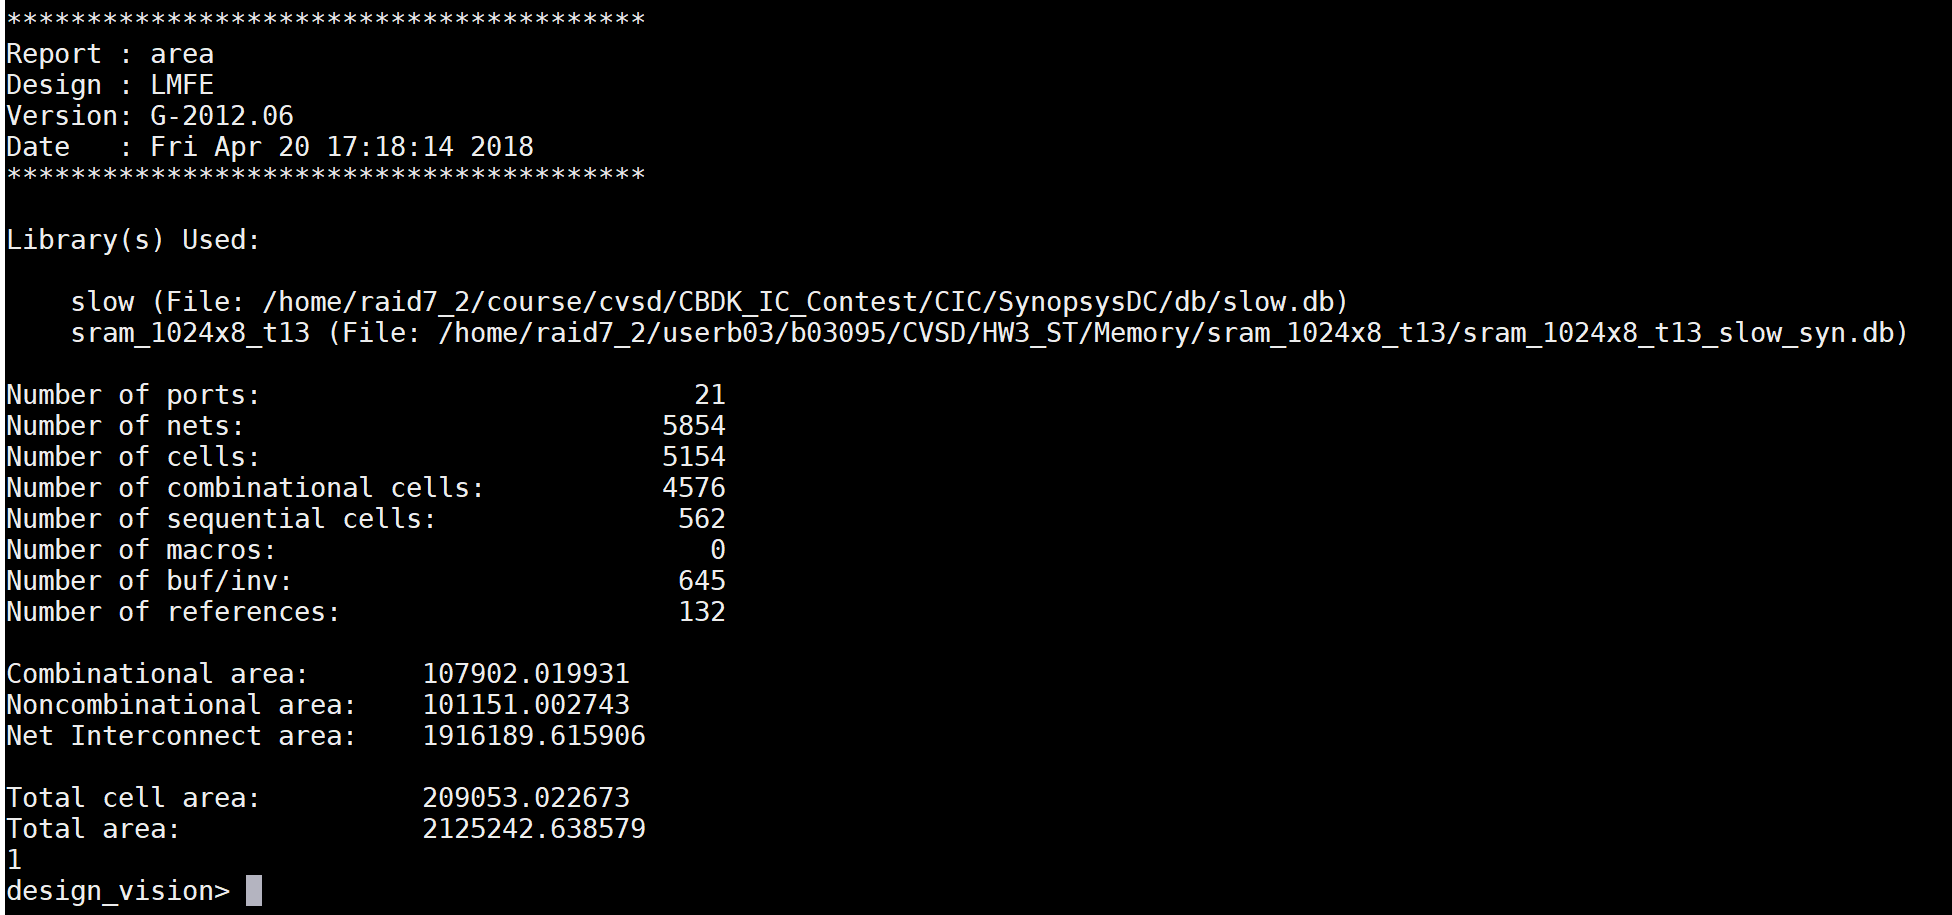 ****************************************
Report : area
Design : LMFE
Version: G-2012.06
Date   : Fri Apr 20 17:18:14 2018
****************************************

Library(s) Used:

    slow (File: /home/raid7_2/course/cvsd/CBDK_IC_Contest/CIC/SynopsysDC/db/slow.db)
    sram_1024x8_t13 (File: /home/raid7_2/userb03/b03095/CVSD/HW3_ST/Memory/sram_1024x8_t13/sram_1024x8_t13_slow_syn.db)

Number of ports:                           21
Number of nets:                          5854
Number of cells:                         5154
Number of combinational cells:           4576
Number of sequential cells:               562
Number of macros:                           0
Number of buf/inv:                        645
Number of references:                     132

Combinational area:       107902.019931
Noncombinational area:    101151.002743
Net Interconnect area:    1916189.615906

Total cell area:          209053.022673
Total area:               2125242.638579
1
design_vision>